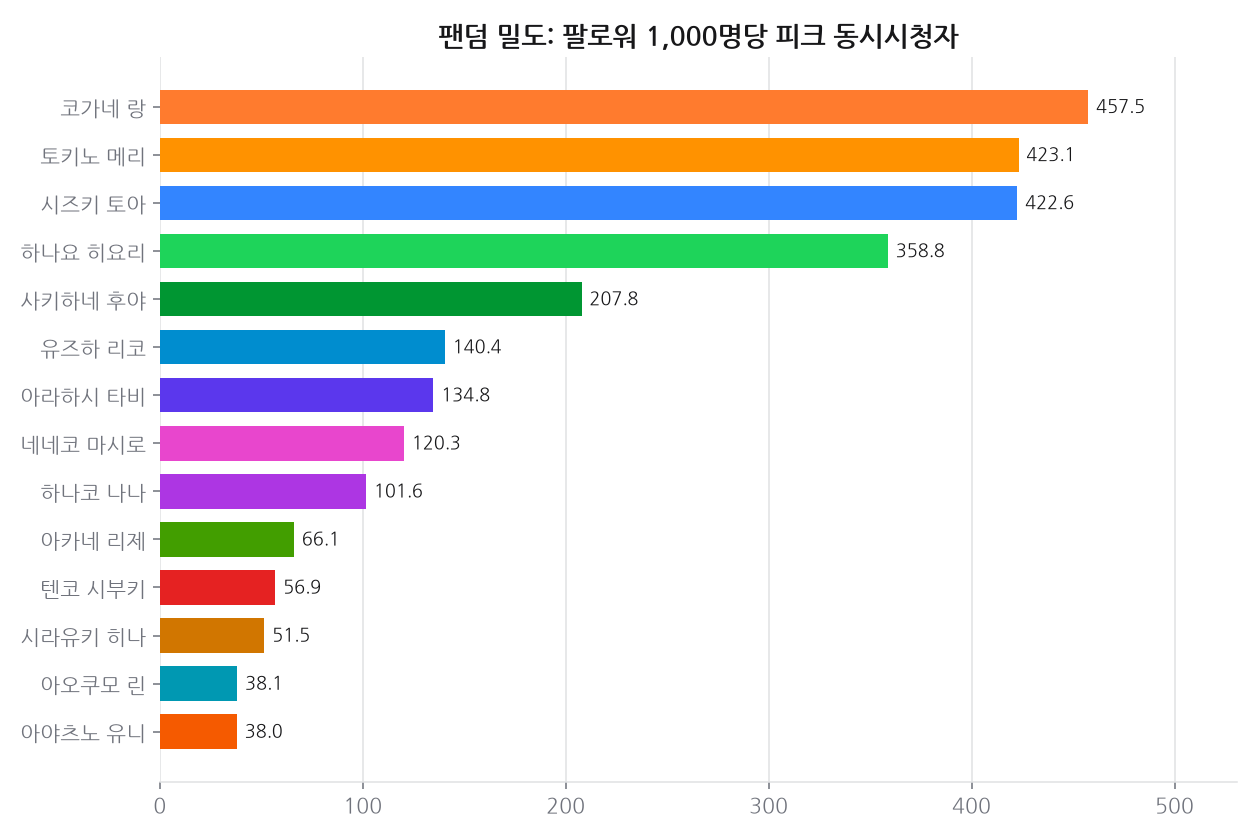 팬덤 밀도: 팔로워 1,000명당 피크 동시시청자
코가네 랑 457.5
토키노 메리 423.1
시즈키 토아 422.6
하나요 히요리 358.8
사키하네 후야 207.8
유즈하 리코 140.4
아라하시 타비 134.8
네네코 마시로 120.3
하나코 나나 101.6
아카네 리제 66.1
텐코 시부키 56.9
시라유키 히나 51.5
아오쿠모 린 38.1
아야츠노 유니 38.0
0 100 200 300 400 500